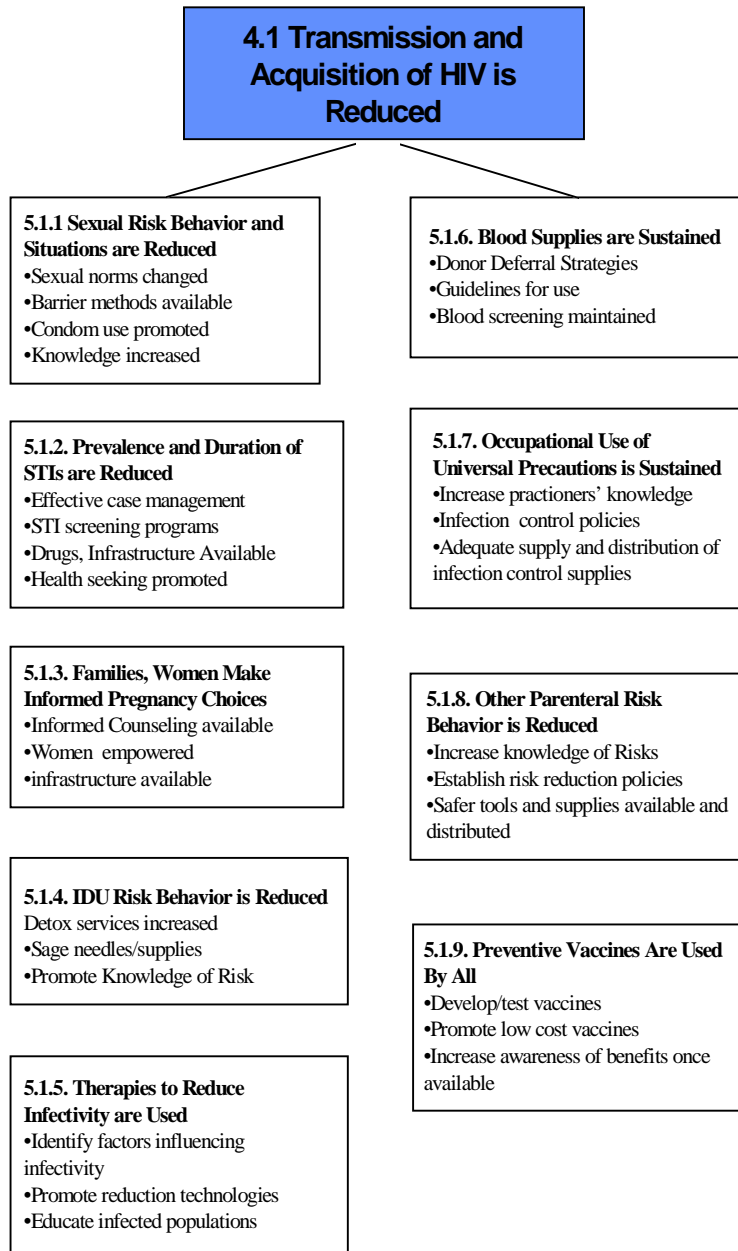 4.1 Transmission and
Acquisition of HIV is
Reduced
5.1.1 Sexual Risk Behavior and
Situations are Reduced
•Sexual norms changed
•Barrier methods available
•Condom use promoted
•Knowledge increased
5.1.2. Prevalence and Duration of
STIs are Reduced
•Effective case management
•STI screening programs
•Drugs, Infrastructure Available
•Health seeking promoted
5.1.3. Families, Women Make
Informed Pregnancy Choices
•Informed Counseling available
•Women empowered
•infrastructure available
5.1.4. IDU Risk Behavior is Reduced
Detox services increased
•Sage needles/supplies
•Promote Knowledge of Risk
5.1.5. Therapies to Reduce
Infectivity are Used
•Identify factors influencing
infectivity
•Promote reduction technologies
•Educate infected populations
5.1.6. Blood Supplies are Sustained
•Donor Deferral Strategies
•Guidelines for use
•Blood screening maintained
5.1.7. Occupational Use of
Universal Precautions is Sustained
•Increase practioners’ knowledge
•Infection control policies
•Adequate supply and distribution of
infection control supplies
5.1.8. Other Parenteral Risk
Behavior is Reduced
•Increase knowledge of Risks
•Establish risk reduction policies
•Safer tools and supplies available and
distributed
5.1.9. Preventive Vaccines Are Used
By All
•Develop/test vaccines
•Promote low cost vaccines
•Increase awareness of benefits once
available